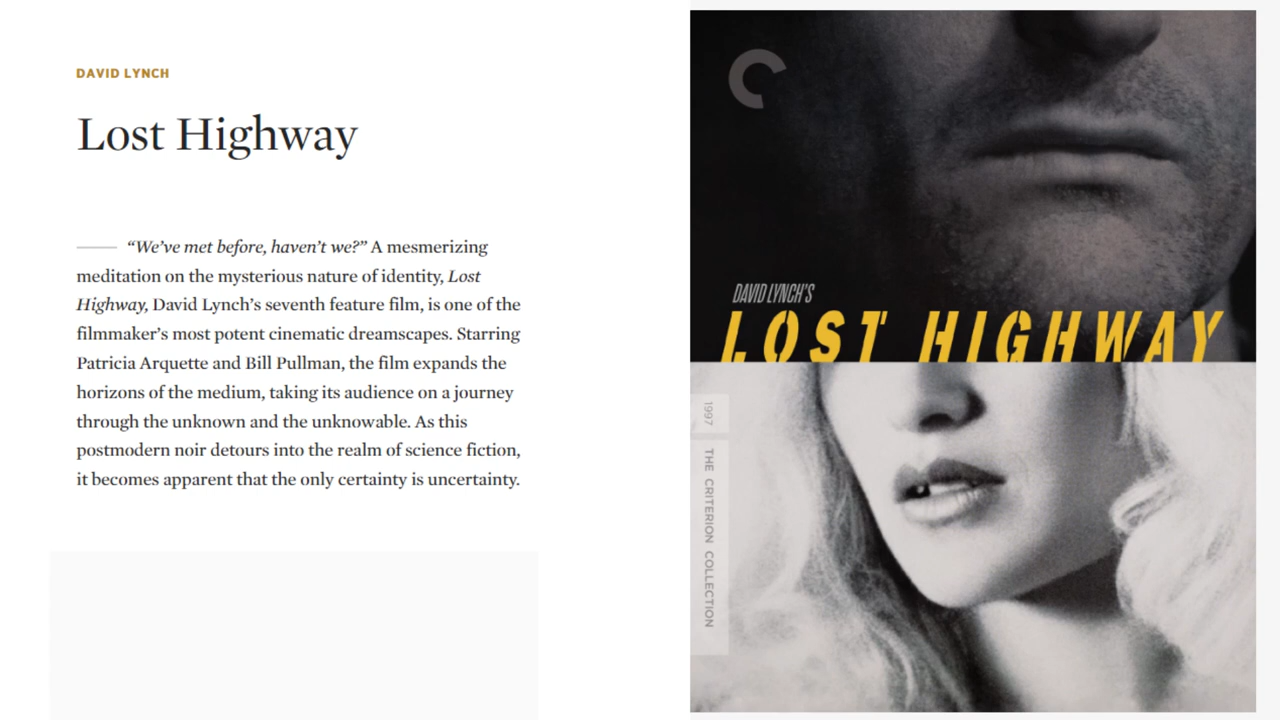 DAVID LYNCH
Lost Highway
“We’ve met before, haven’t we?” A mesmerizing
meditation on the mysterious nature of identity, Lost
Highway, David Lynch’s seventh feature film, is one of the
filmmaker’s most potent cinematic dreamscapes. Starring
Patricia Arquette and Bill Pullman, the film expands the
horizons of the medium, taking its audience on a journey
through the unknown and the unknowable. As this
postmodern noir detours into the realm of science fiction,
it becomes apparent that the only certainty is uncertainty.
DAVID LYNCH’S
LOST HIGHWAY
1997
THE CRITERION COLLECTION